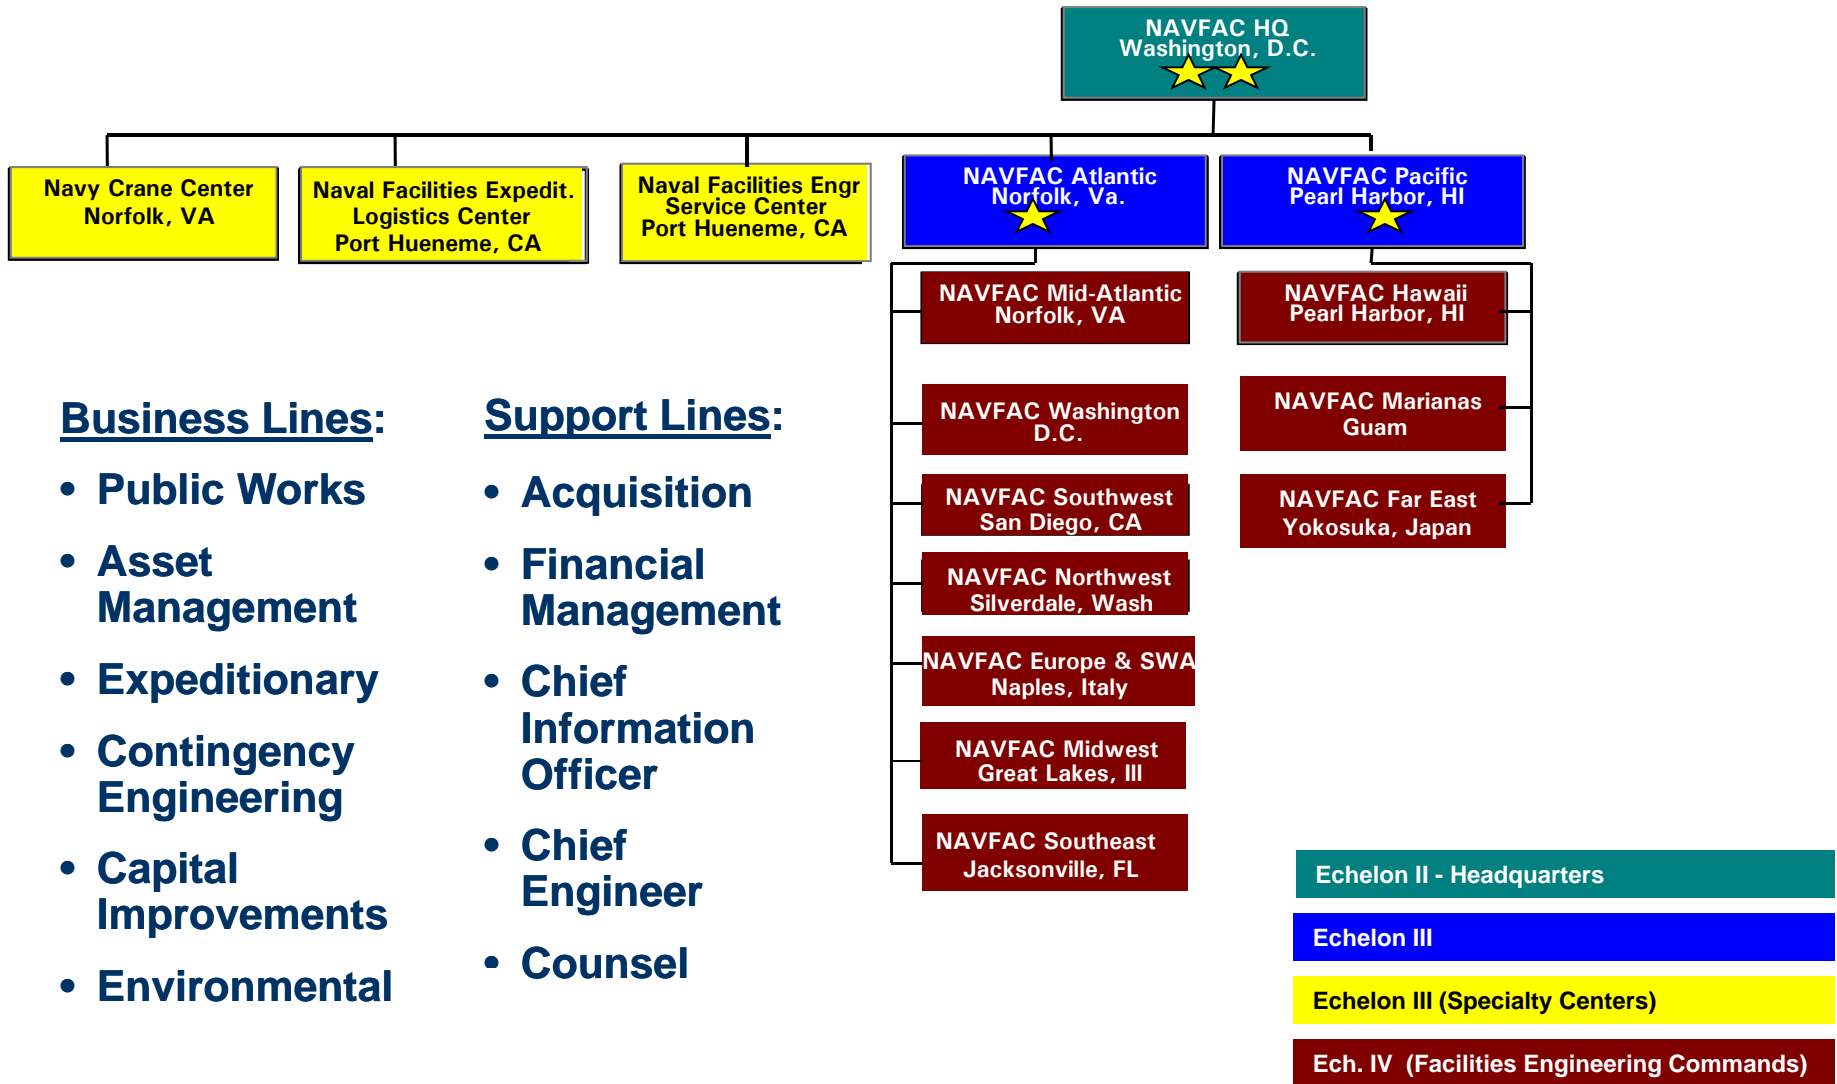 NAVFAC HQ
Washington, D.C.
Navy Crane Center
Norfolk, VA
Naval Facilities Expedit.
Logistics Center
Port Hueneme, CA
Naval Facilities Engr
Service Center
Port Hueneme, CA
NAVFAC Atlantic
Norfolk, Va.
NAVFAC Pacific
Pearl Harbor, HI
NAVFAC Mid-Atlantic
Norfolk, VA
NAVFAC Washington
D.C.
NAVFAC Southwest
San Diego, CA
NAVFAC Northwest
Silverdale, Wash
NAVFAC Europe & SWA
Naples, Italy
NAVFAC Midwest
Great Lakes, Ill
NAVFAC Southeast
Jacksonville, FL
NAVFAC Hawaii
Pearl Harbor, HI
NAVFAC Marianas
Guam
NAVFAC Far East
Yokosuka, Japan
Business Lines:
• Public Works
• Asset
Management
• Expeditionary
• Contingency
Engineering
• Capital
Improvements
• Environmental
Support Lines:
• Acquisition
• Financial
Management
• Chief
Information
Officer
• Chief
Engineer
• Counsel
Echelon II - Headquarters
Echelon III
Echelon III (Specialty Centers)
Ech. IV (Facilities Engineering Commands)